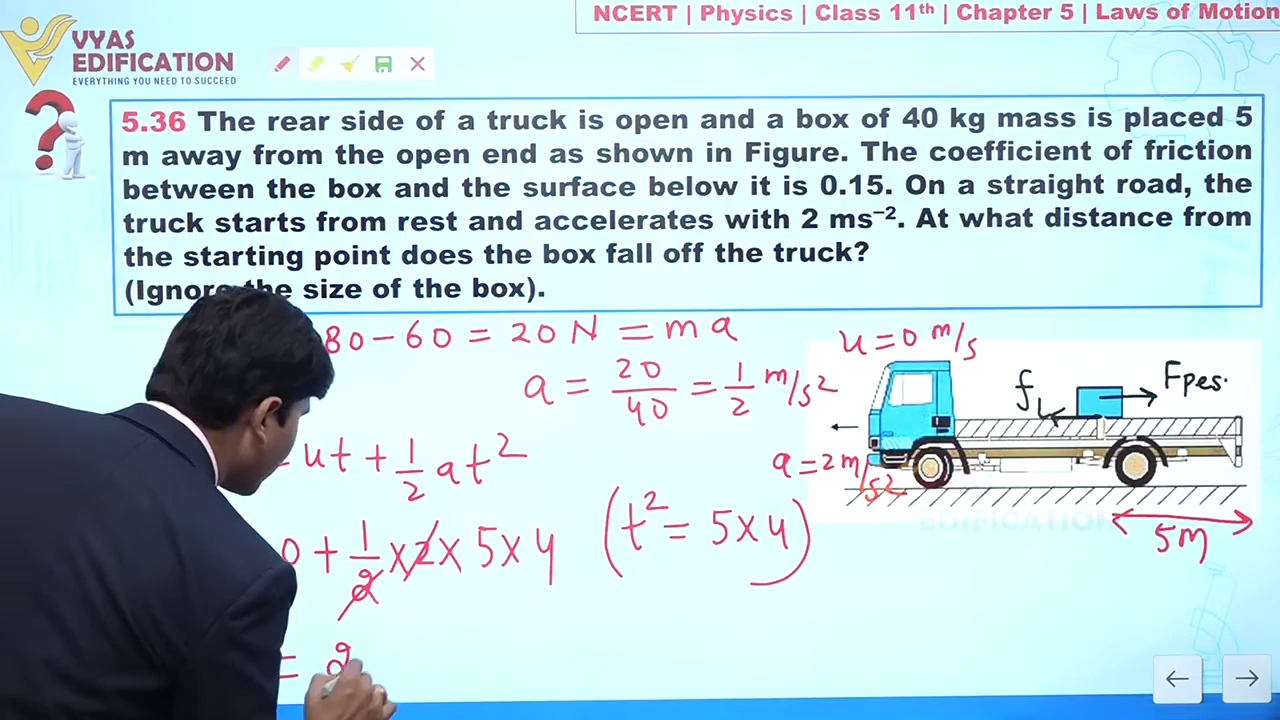 NCERT | Physics | Class 11th | Chapter 5 | Laws of Motion
VYAS
EDIFICATION
EVERYTHING YOU NEED TO SUCCEED
5.36 The rear side of a truck is open and a box of 40 kg mass is placed 5
m away from the open end as shown in Figure. The coefficient of friction
between the box and the surface below it is 0.15. On a straight road, the
truck starts from rest and accelerates with 2 ms⁻². At what distance from
the starting point does the box fall off the truck?
(Ignore the size of the box).
80 - 60 = 20 N = ma
a = 20/40 = 1/2 m/s2
= ut + 1/2 at2
0 + 1/2 x 2 x 5 x 4 (t2 = 5 x 4)
= 2
u = 0 m/s
f
Fpes.
a = 2 m/s2
EDIFICATION
5m